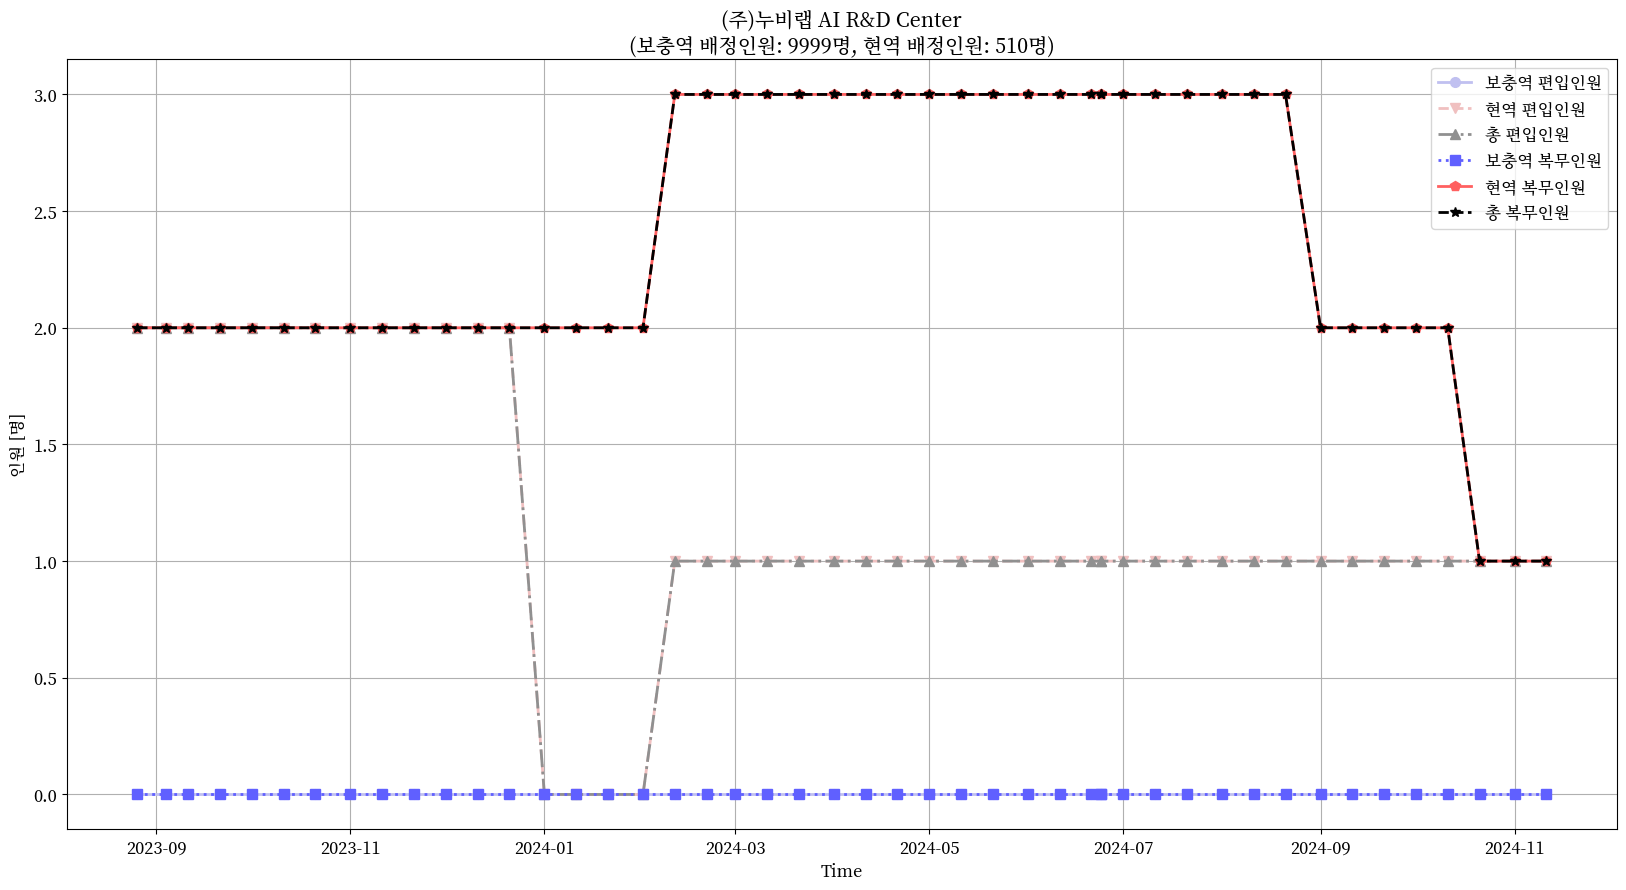 (주)누비랩 AI R&D Center
(보충역 배정인원: 9999명, 현역 배정인원: 510명)
보충역 편입인원
현역 편입인원
총 편입인원
보충역 복무인원
현역 복무인원
총 복무인원
3.0
2.5
2.0
1.5
1.0
0.5
0.0
인원 [명]
2023-09 2023-11 2024-01 2024-03 2024-05 2024-07 2024-09 2024-11
Time